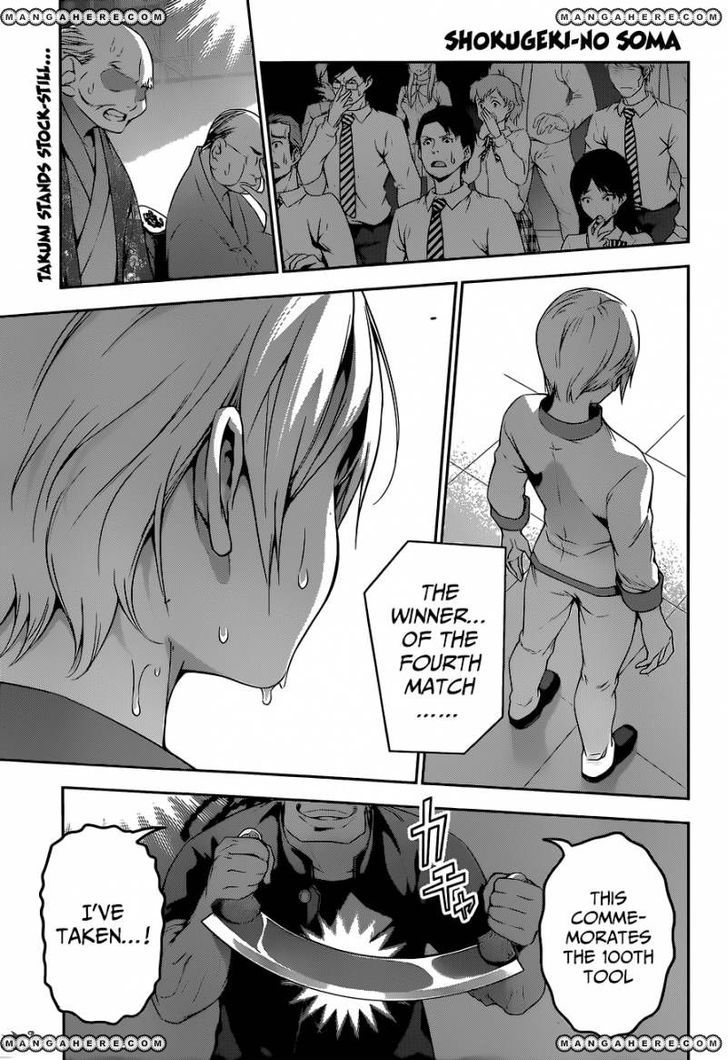 MANGAHERE.COM
MANGAHERE.COM
SHOKUGEKI-NO SOMA
TAKUMI STANDS STOCK-STILL...
THE
WINNER...
OF THE
FOURTH
MATCH
......
THIS
COMME-
MORATES
THE 100TH
TOOL
ガチャ
I'VE
TAKEN...!
MANGAHERE.COM
MANGAHERE.COM